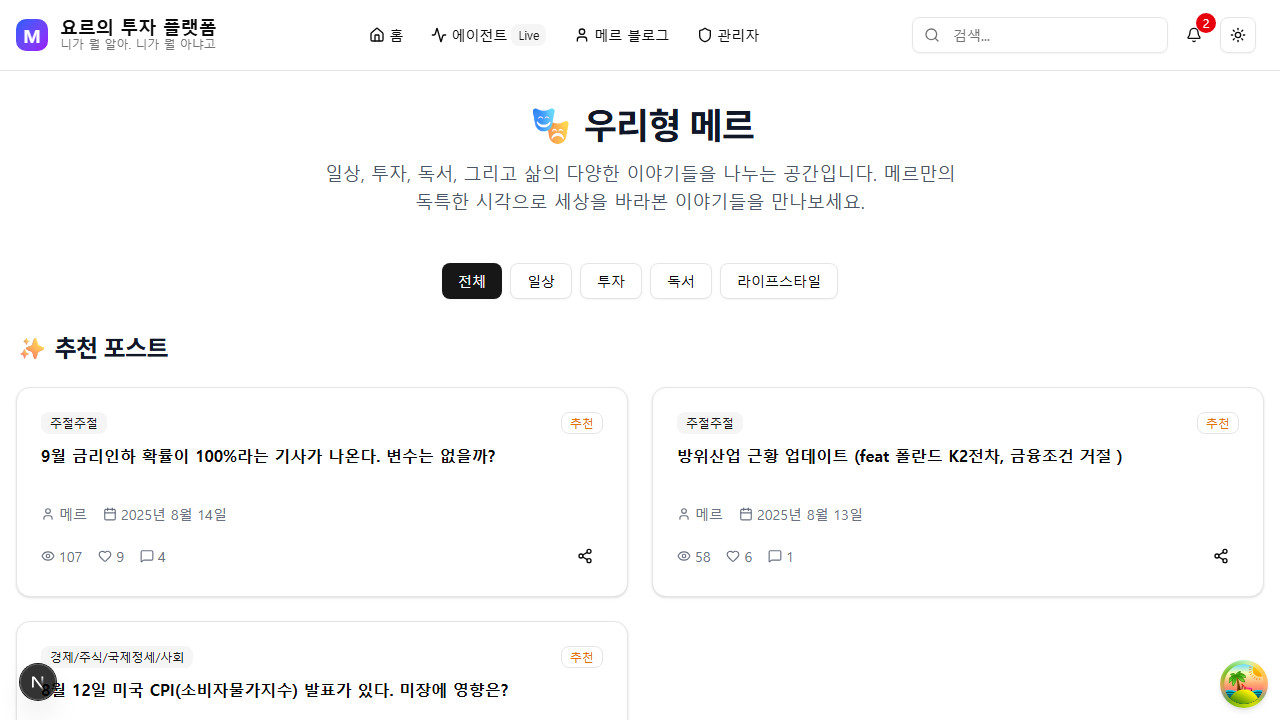 M
요르의 투자 플랫폼
니가 뭘 알아. 니가 뭘 아냐고
홈
에이전트 Live
메르 블로그
관리자
검색...
2
우리형 메르
일상, 투자, 독서, 그리고 삶의 다양한 이야기들을 나누는 공간입니다. 메르만의
독특한 시각으로 세상을 바라본 이야기들을 만나보세요.
전체
일상
투자
독서
라이프스타일
추천 포스트
주절주절
추천
9월 금리인하 확률이 100%라는 기사가 나온다. 변수는 없을까?
메르
2025년 8월 14일
107
9
4
주절주절
추천
방위산업 근황 업데이트 (feat 폴란드 K2전차, 금융조건 거절 )
메르
2025년 8월 13일
58
6
1
경제/주식/국제정세/사회
추천
8월 12일 미국 CPI(소비자물가지수) 발표가 있다. 미장에 영향은?
N